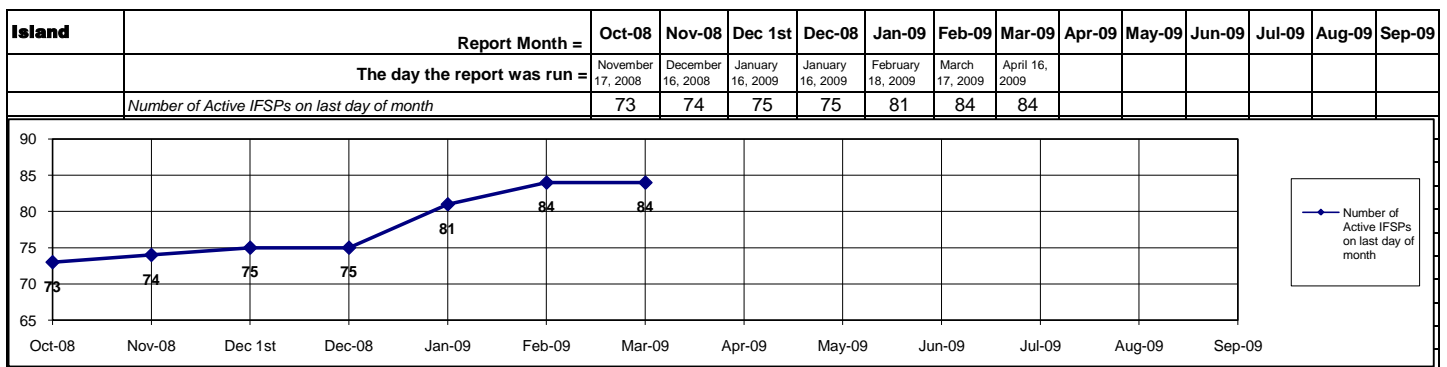 Island Report Month = Oct-08 Nov-08 Dec 1st Dec-08 Jan-09 Feb-09 Mar-09 Apr-09 May-09 Jun-09 Jul-09 Aug-09 Sep-09
The day the report was run = November 17, 2008 December 16, 2008 January 16, 2009 January 16, 2009 February 18, 2009 March 17, 2009 April 16, 2009
Number of Active IFSPs on last day of month 73 74 75 75 81 84 84
90
85
80
75
70
65
73 74 75 75 81 84 84
Oct-08 Nov-08 Dec 1st Dec-08 Jan-09 Feb-09 Mar-09 Apr-09 May-09 Jun-09 Jul-09 Aug-09 Sep-09
Number of
Active IFSPs
on last day of
month